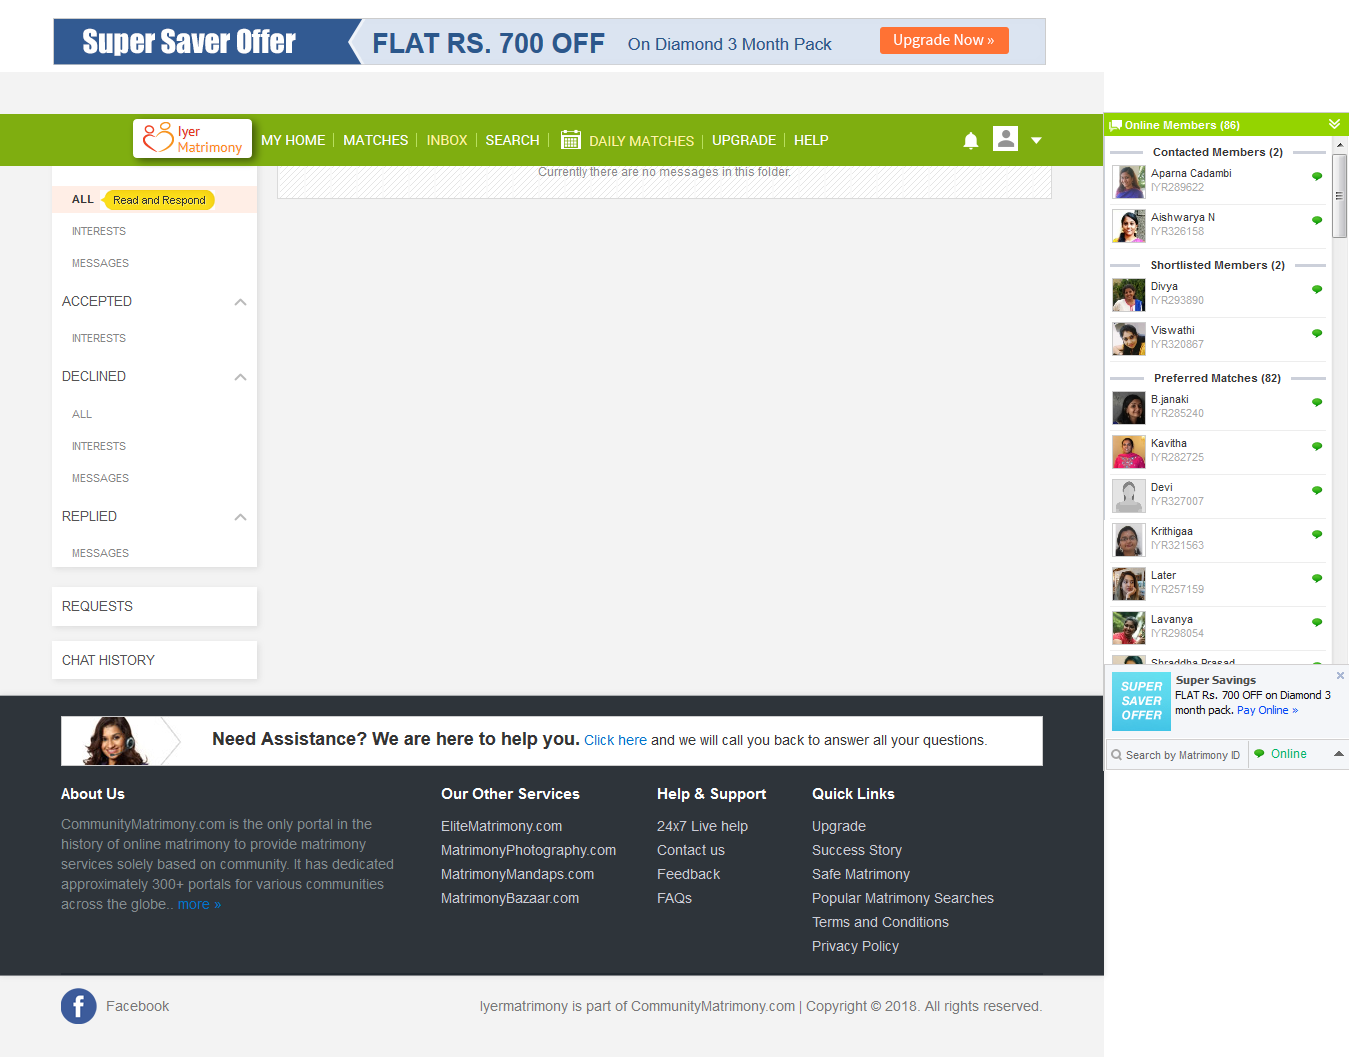 Super Saver Offer
FLAT RS. 700 OFF
On Diamond 3 Month Pack
Upgrade Now »
Iyer
Matrimony
MY HOME
MATCHES
INBOX
SEARCH
DAILY MATCHES
UPGRADE
HELP
Currently there are no messages in this folder.
ALL
Read and Respond
INTERESTS
MESSAGES
ACCEPTED
INTERESTS
DECLINED
ALL
INTERESTS
MESSAGES
REPLIED
MESSAGES
REQUESTS
CHAT HISTORY
Online Members (86)
Contacted Members (2)
Aparna Cadambi
IYR289622
Aishwarya N
IYR326158
Shortlisted Members (2)
Divya
IYR293890
Viswathi
IYR320867
Preferred Matches (82)
B.janaki
IYR285240
Kavitha
IYR282725
Devi
IYR327007
Krithigaa
IYR321563
Later
IYR257159
Lavanya
IYR298054
Shraddha Prasad
SUPER
SAVER
OFFER
Super Savings
FLAT Rs. 700 OFF on Diamond 3
month pack. Pay Online »
Search by Matrimony ID
Online
Need Assistance? We are here to help you. Click here and we will call you back to answer all your questions.
About Us
CommunityMatrimony.com is the only portal in the
history of online matrimony to provide matrimony
services solely based on community. It has dedicated
approximately 300+ portals for various communities
across the globe.. more »
Our Other Services
EliteMatrimony.com
MatrimonyPhotography.com
MatrimonyMandaps.com
MatrimonyBazaar.com
Help & Support
24x7 Live help
Contact us
Feedback
FAQs
Quick Links
Upgrade
Success Story
Safe Matrimony
Popular Matrimony Searches
Terms and Conditions
Privacy Policy
f
Facebook
Iyermatrimony is part of CommunityMatrimony.com | Copyright © 2018. All rights reserved.